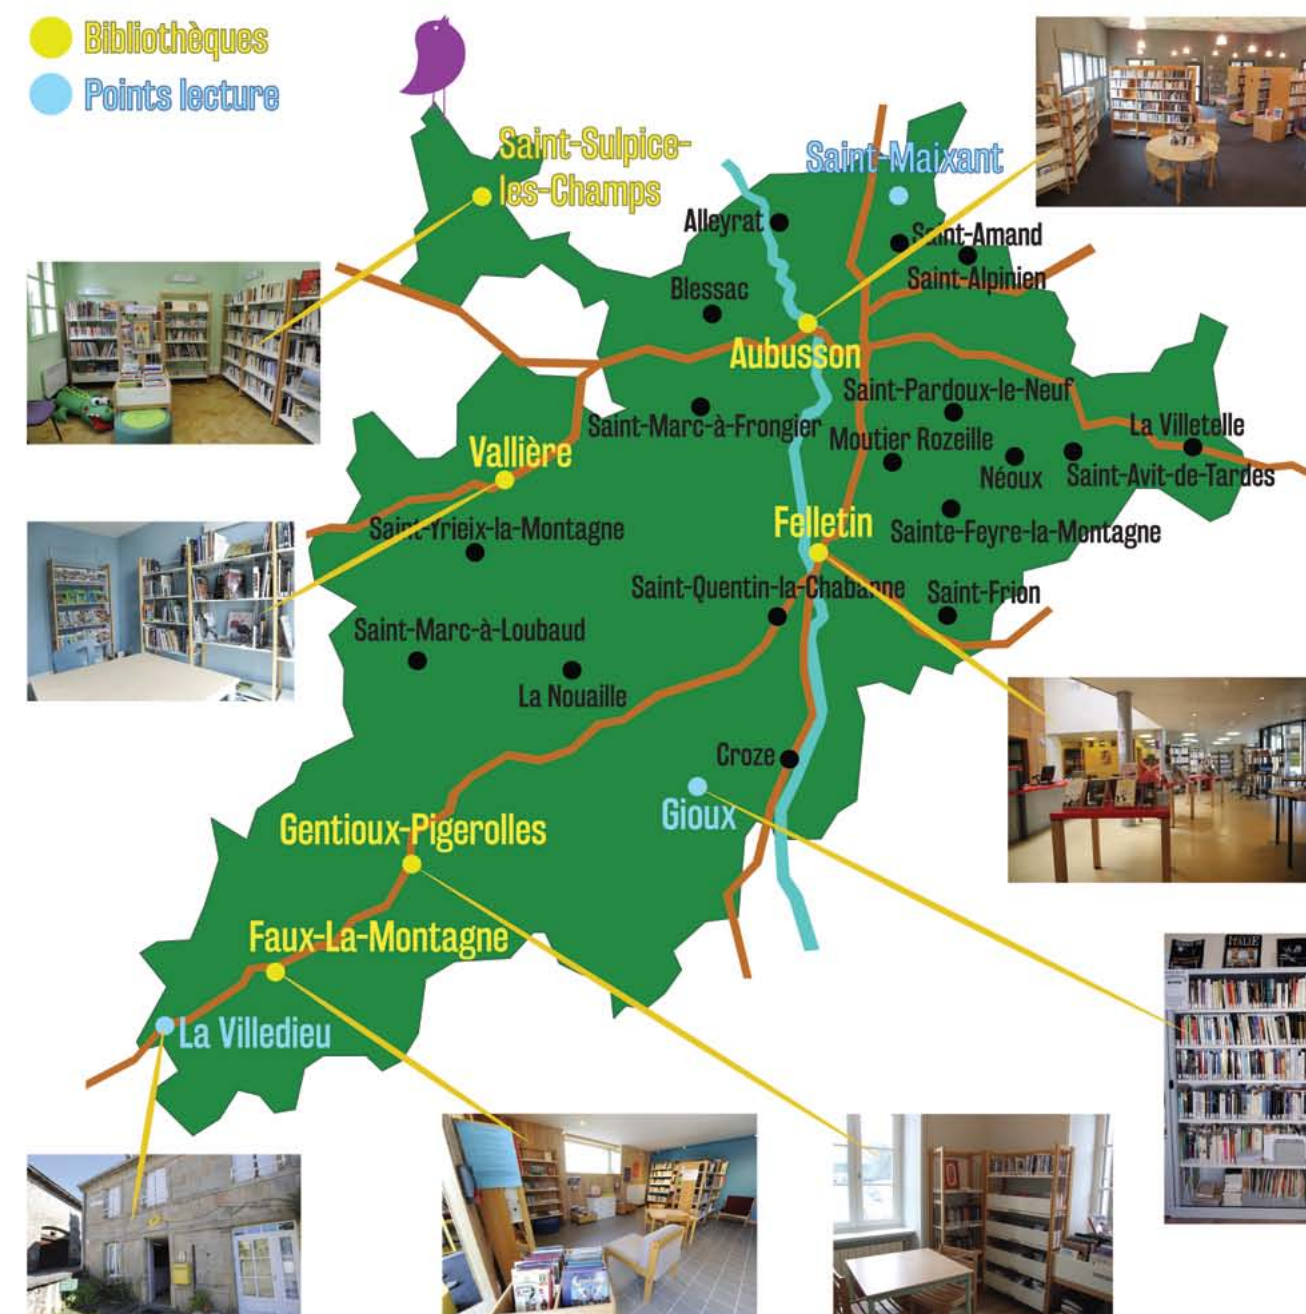 Bibliothèques
Points lecture
Saint-Sulpice-
les-Champs
Saint-Maixant
Alleyrat
Saint-Amand
Saint-Alpinien
Blessac
Aubusson
Saint-Pardoux-le-Neuf
Saint-Marc-à-Frongier
Moutier Rozeille
La Villetelle
Vallière
Néoux
Saint-Avit-de-Tardes
Felletin
Saint-Yrieix-la-Montagne
Sainte-Feyre-la-Montagne
Saint-Quentin-la-Chabanne
Saint-Frion
Saint-Marc-à-Loubaud
La Nouaille
Croze
Gioux
Gentioux-Pigerolles
Faux-La-Montagne
ITALIE
La Villedieu